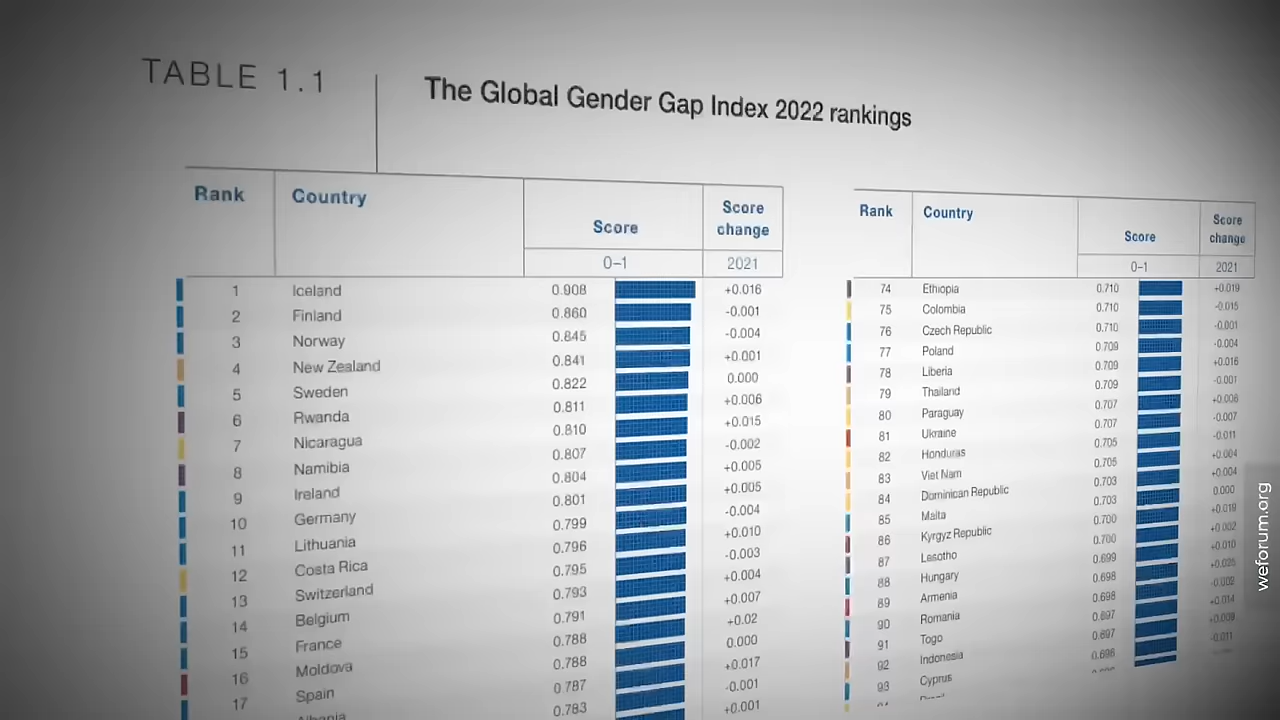 TABLE 1.1
The Global Gender Gap Index 2022 rankings
Rank Country Score Score change
0–1 2021
1 Iceland 0.908 +0.016
2 Finland 0.860 -0.001
3 Norway 0.845 -0.004
4 New Zealand 0.841 +0.001
5 Sweden 0.822 0.000
6 Rwanda 0.811 +0.006
7 Nicaragua 0.810 +0.015
8 Namibia 0.807 -0.002
9 Ireland 0.804 +0.005
10 Germany 0.801 +0.005
11 Lithuania 0.799 -0.004
12 Costa Rica 0.796 +0.010
13 Switzerland 0.795 -0.003
14 Belgium 0.793 +0.004
15 France 0.791 +0.007
16 Moldova 0.788 +0.02
17 Spain 0.788 0.000
Albania 0.787 +0.017
0.783 -0.001
+0.001
Rank Country Score Score change
0–1 2021
74 Ethiopia 0.710 +0.019
75 Colombia 0.710 -0.015
76 Czech Republic 0.710 -0.001
77 Poland 0.709 -0.004
78 Liberia 0.709 +0.016
79 Thailand 0.709 -0.001
80 Paraguay 0.707 +0.008
81 Ukraine 0.707 -0.007
82 Honduras 0.705 -0.011
83 Viet Nam 0.705 +0.004
84 Dominican Republic 0.703 +0.004
85 Malta 0.703 0.000
86 Kyrgyz Republic 0.700 +0.019
87 Lesotho 0.700 +0.002
88 Hungary 0.699 +0.010
89 Armenia 0.698 +0.025
90 Romania 0.698 -0.002
91 Togo 0.697 +0.014
92 Indonesia 0.697 +0.009
93 Cyprus 0.696 -0.011
weforum.org